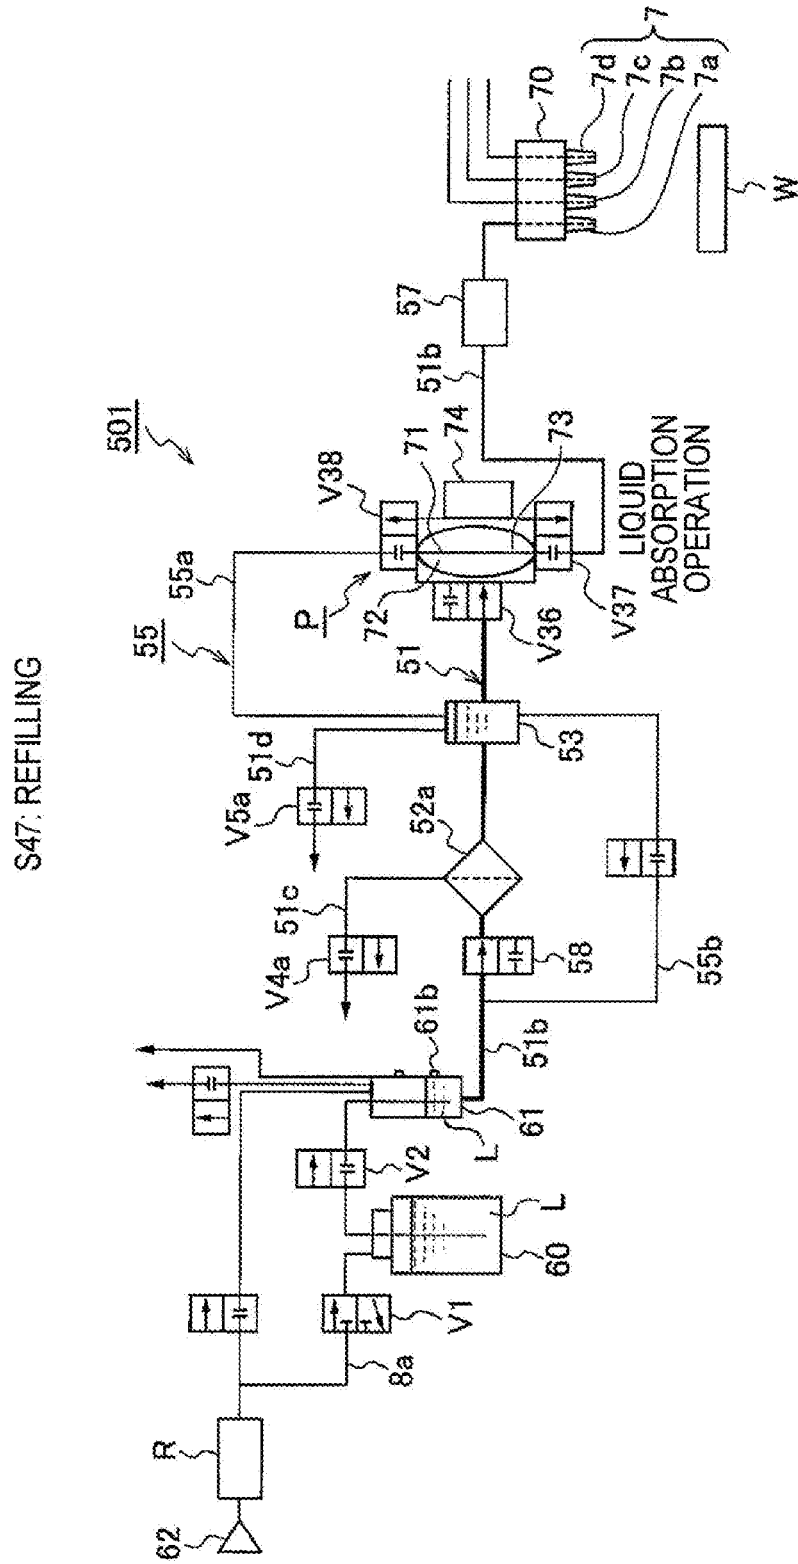 S47: REFILLING
501
55
55a
P
V38
71
74
72
73
51b
57
70
7
7d
7c
7b
7a
W
V5a
51d
51
V36
V37
LIQUID
ABSORPTION
OPERATION
53
V4a
51c
52a
58
55b
61b
51b
61
L
V2
L
60
V1
8a
R
62